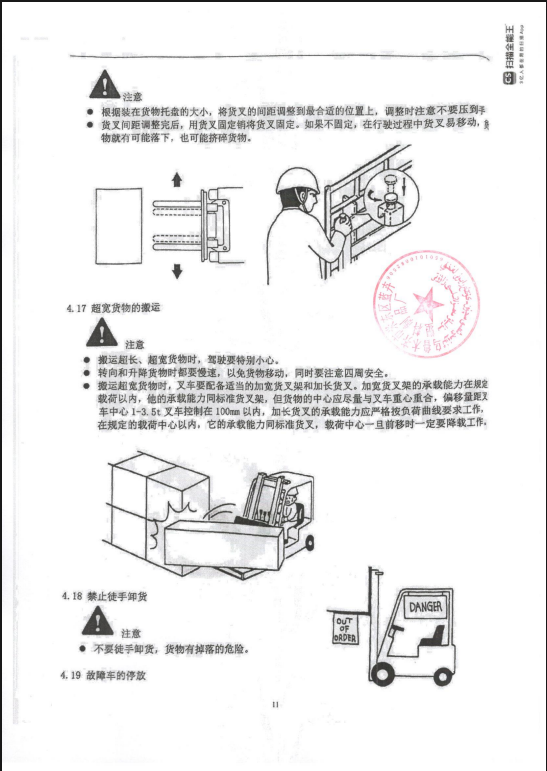 CS 扫描全能王
3亿人都在用的扫描App
注意
● 根据装在货物托盘的大小，将货叉的间距调整到最合适的位置上，调整时注意不要压到手
● 货叉间距调整完后，用货叉固定销将货叉固定。如果不固定，在行驶过程中货叉易移动，
物就有可能落下，也可能挤碎货物。
4.17 超宽货物的搬运
注意
● 搬运超长、超宽货物时，驾驶要特别小心。
● 转向和升降货物时都要慢速，以免货物移动，同时要注意四周安全。
● 搬运超宽货物时，叉车要配备适当的加宽货叉架和加长货叉。加宽货叉架的承载能力在规定
载荷以内，他的承载能力同标准货叉架，但货物的中心应尽量与叉车重心重合，偏移量距叉
车中心 1-3.5t 叉车控制在 100mm 以内，加长货叉的承载能力应严格按负荷曲线要求工作，
在规定的载荷中心以内，它的承载能力同标准货叉，载荷中心一旦前移时一定要降载工作，
4.18 禁止徒手卸货
注意
● 不要徒手卸货，货物有掉落的危险。
DANGER
OUT
OF
ORDER
4.19 故障车的停放
11